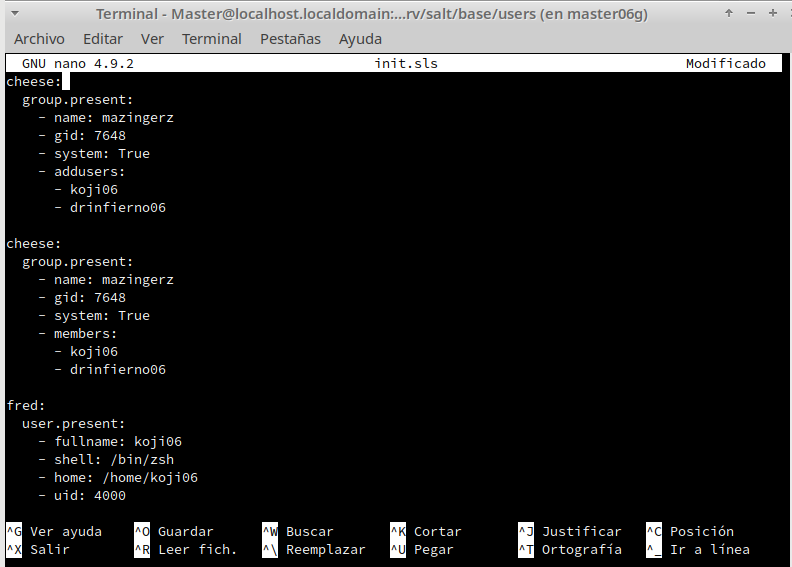 Terminal - Master@localhost.localdomain:...rv/salt/base/users (en master06g)
Archivo Editar Ver Terminal Pestañas Ayuda
GNU nano 4.9.2 init.sls Modificado
cheese:
  group.present:
    - name: mazingerz
    - gid: 7648
    - system: True
    - addusers:
      - koji06
      - drinfierno06

cheese:
  group.present:
    - name: mazingerz
    - gid: 7648
    - system: True
    - members:
      - koji06
      - drinfierno06

fred:
  user.present:
    - fullname: koji06
    - shell: /bin/zsh
    - home: /home/koji06
    - uid: 4000

^G Ver ayuda ^O Guardar ^W Buscar ^K Cortar ^J Justificar ^C Posición
^X Salir ^R Leer fich. ^\ Reemplazar ^U Pegar ^T Ortografía ^_ Ir a línea